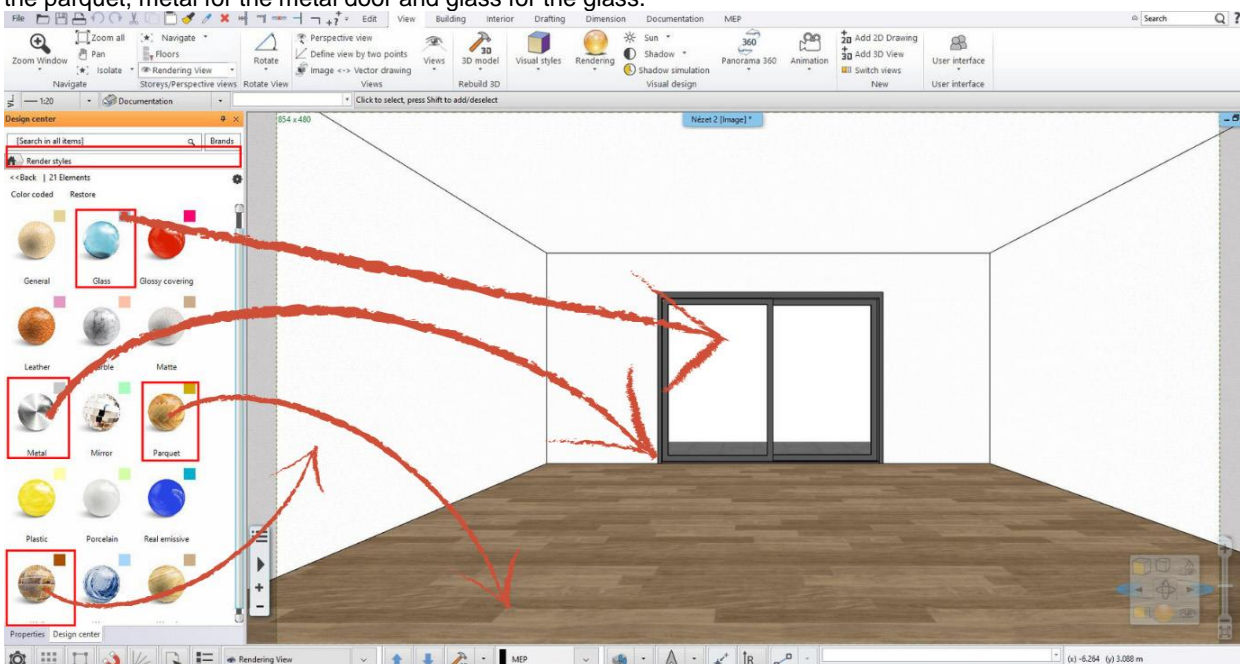 the parquet, metal for the metal door and glass for the glass.
File Edit View Building Interior Drafting Dimension Documentation MEP Search
Zoom Window Zoom all Pan Isolate Navigate
Navigate Floors Rendering View Storeys/Perspective views
Rotate Rotate View
Perspective view
Define view by two points
Image <-> Vector drawing
Views
Views
3D model Rebuild 3D
Visual styles Rendering
Sun
Shadow
Shadow simulation
Visual design
360 Panorama 360 Animation
2D Add 2D Drawing
3D Add 3D View
Switch views
New
User interface
User interface
1:20 Documentation Click to select, press Shift to add/deselect
Design center
854 x 480
Nézet 2 [Image] *
[Search in all items] Brands
Render styles
<<Back | 21 Elements
Color coded Restore
General Glass Glossy covering
Leather Matte
Metal Mirror Parquet
Plastic Porcelain Real emissive
Properties Design center
Rendering View MEP (x) -6.264 (y) 3.088 m